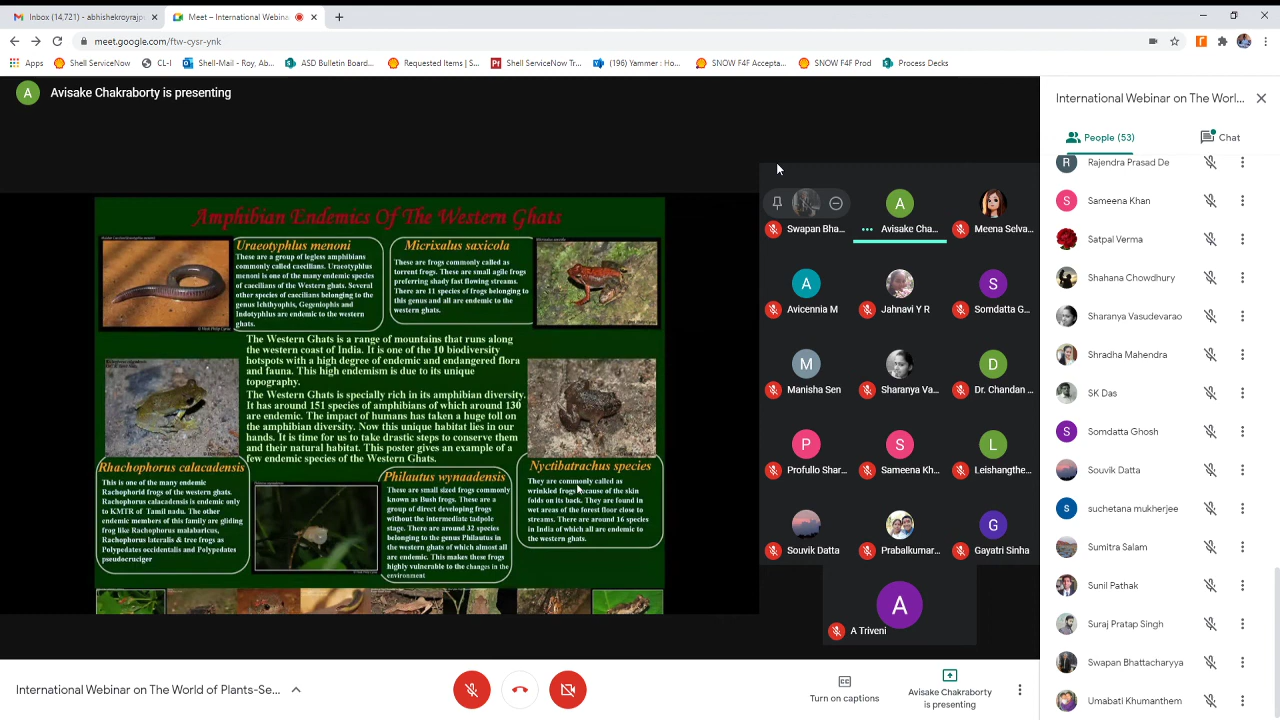 Inbox (14,721) - abhishekroyrajp
Meet – International Webina
meet.google.com/ftw-cysr-ynk
Apps
Shell ServiceNow
CL-I
Shell-Mail - Roy, Ab...
ASD Bulletin Board...
Requested Items | S...
Shell ServiceNow Tr...
(196) Yammer : Ho...
SNOW F4F Accepta...
SNOW F4F Prod
Process Decks
A
Avisake Chakraborty is presenting
Amphibian Endemics Of The Western Ghats
Uraeotyphlus menoni
These are a group of legless amphibians
commonly called caecilians. Uraeotyphlus
menoni is one of the many endemic species
of caecilians of the Western ghats. Several
other species of caecilians belonging to the
genus Ichthyophis, Gegeniophis and
Indotyphlus are endemic to the western
ghats.
Micrixalus saxicola
These are frogs commonly called as
torrent frogs. These are small agile frogs
preferring shady fast flowing streams.
There are 11 species of frogs belonging to
this genus and all are endemic to the
western ghats.
The Western Ghats is a range of mountains that runs along
the western coast of India. It is one of the 10 biodiversity
hotspots with a high degree of endemic and endangered flora
and fauna. This high endemism is due to its unique
topography.
The Western Ghats is specially rich in its amphibian diversity.
It has around 151 species of amphibians of which around 130
are endemic. The impact of humans has taken a huge toll on
the amphibian diversity. Now this unique habitat lies in our
hands. It is time for us to take drastic steps to conserve them
and their natural habitat. This poster gives an example of a
few endemic species of the Western Ghats.
Rhacophorus calacadensis
This is one of the many endemic
Rachophorid frogs of the western ghats.
Rhacophorus calacadensis is endemic only
to KMTR of Tamil nadu. The other
endemic members of this family are gliding
frog like Rachophorus malabaricus,
Rachophorus lateralis & tree frogs as
Polypedates occidentalis and Polypedates
pseudocruciger
Philautus wynaadensis
These are small sized frogs commonly
known as Bush frogs. These are a
group of direct developing frogs
without the intermediate tadpole
stage. There are around 32 species
belonging to the genus Philautus in
the western ghats of which almost all
are endemic. This makes these frogs
highly vulnerable to the changes in the
environment
Nyctibatrachus species
They are commonly called as
wrinkled frogs because of the skin
folds on its back. They are found in
wet areas of the forest floor close to
streams. There are around 16 species
in India of which all are endemic to
the western ghats.
Swapan Bha...
A
Avisake Cha...
Meena Selva...
A
Avicennia M
Jahnavi Y R
S
Somdatta G...
M
Manisha Sen
Sharanya Va...
D
Dr. Chandan ...
P
Profullo Shar...
S
Sameena Kh...
L
Leishangthe...
Souvik Datta
Prabalkumar...
G
Gayatri Sinha
A
A Triveni
International Webinar on The Worl...
People (53)
Chat
R
Rajendra Prasad De
S
Sameena Khan
Satpal Verma
Shahana Chowdhury
Sharanya Vasudevarao
Shradha Mahendra
SK Das
S
Somdatta Ghosh
Souvik Datta
S
suchetana mukherjee
Sumitra Salam
Sunil Pathak
Suraj Pratap Singh
Swapan Bhattacharyya
Umabati Khumanthem
International Webinar on The World of Plants-Se...
CC
Turn on captions
Avisake Chakraborty
is presenting